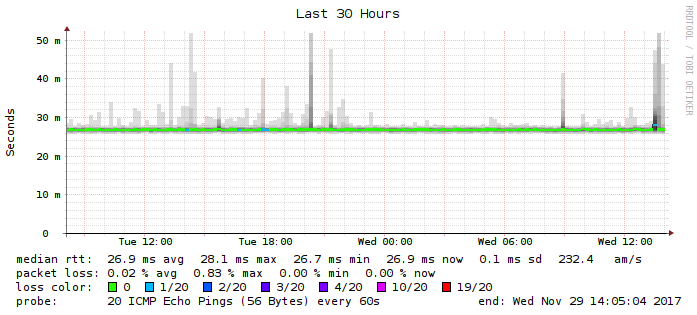 Last 30 Hours
RRDTOOL / TOBI OETIKER
Seconds
50 m
40 m
30 m
20 m
10 m
0
Tue 12:00 Tue 18:00 Wed 00:00 Wed 06:00 Wed 12:00
median rtt: 26.9 ms avg 28.1 ms max 26.7 ms min 26.9 ms now 0.1 ms sd 232.4 am/s
packet loss: 0.02 % avg 0.83 % max 0.00 % min 0.00 % now
loss color: 0 1/20 2/20 3/20 4/20 10/20 19/20
probe: 20 ICMP Echo Pings (56 Bytes) every 60s end: Wed Nov 29 14:05:04 2017